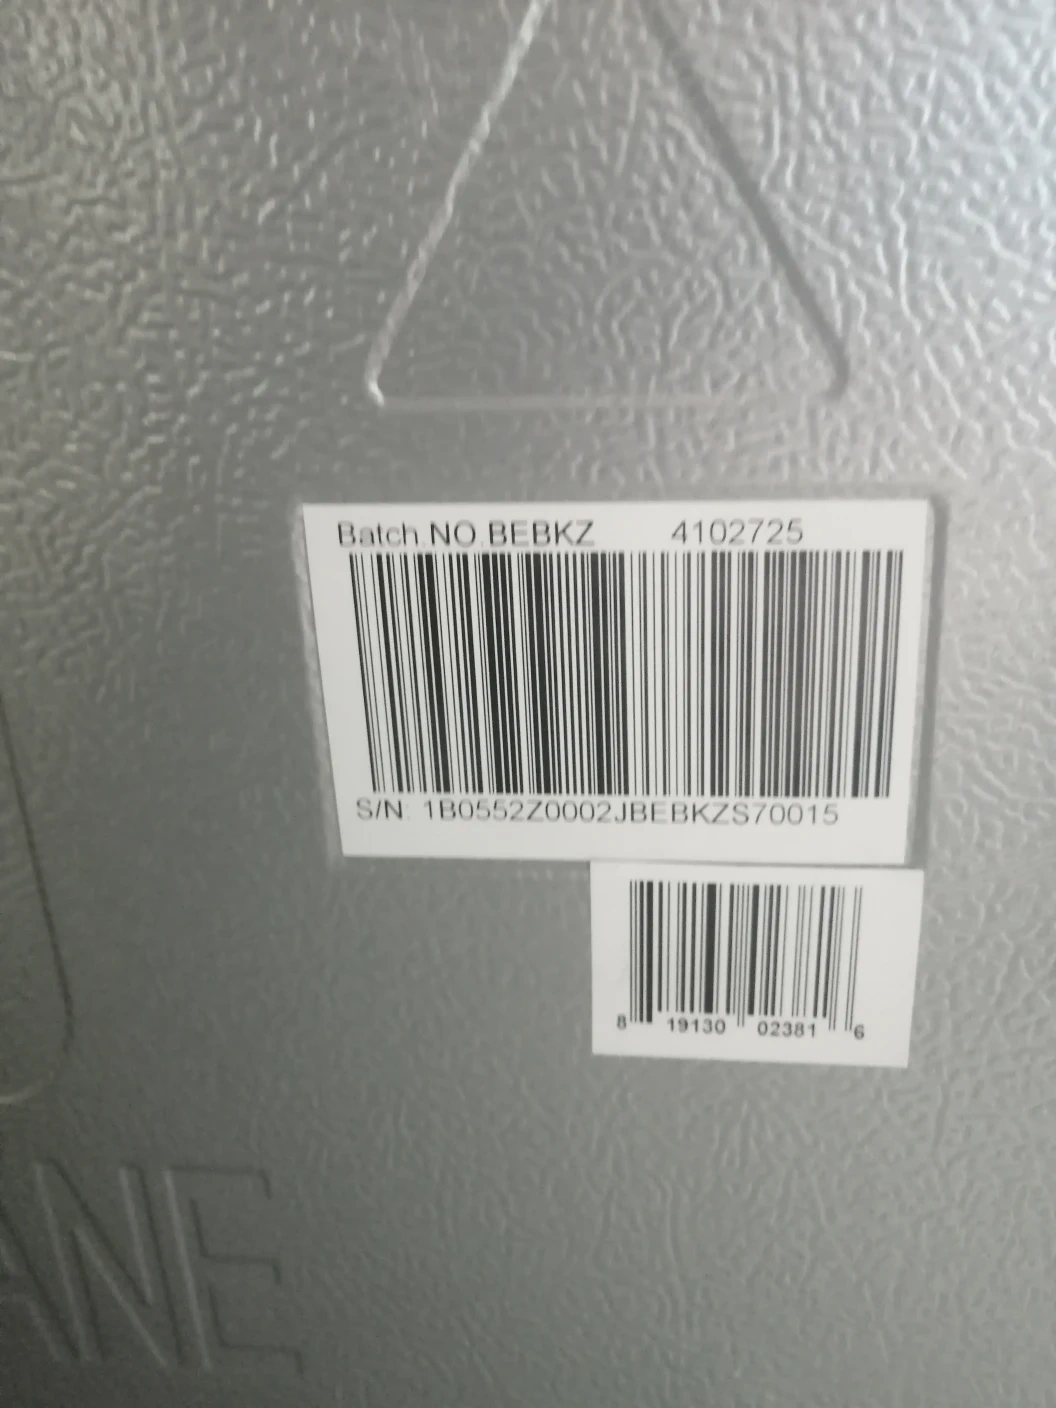 Batch.NO.BEBKZ 4102725
S/N: 1B0552Z0002JBEBKZS70015
8 19130 02381 6